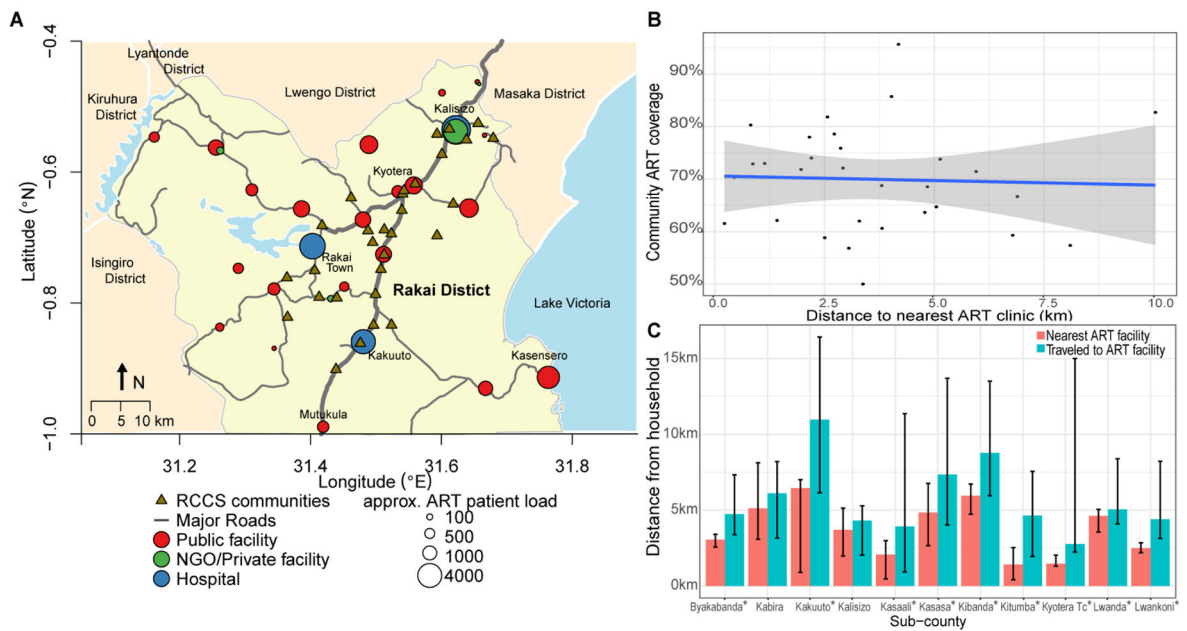 A
−0.4
−0.6
−0.8
−1.0
Latitude (°N)
Lyantonde
District
Kiruhura
District
Lwengo District
Masaka District
Kalisizo
Kyotera
Rakai
Town
Isingiro
District
Rakai Distict
Lake Victoria
Kakuuto
Kasensero
Mutukula
N
0 5 10 km
31.2 31.4 31.6 31.8
Longitude (°E)
RCCS communities
Major Roads
Public facility
NGO/Private facility
Hospital
approx. ART patient load
100
500
1000
4000
B
Community ART coverage
90%
80%
70%
60%
50%
0.0 2.5 5.0 7.5 10.0
Distance to nearest ART clinic (km)
C
Nearest ART facility
Traveled to ART facility
Distance from household
15km
10km
5km
0km
Byakabanda* Kabira Kakuuto* Kalisizo Kasaali* Kasasa* Kibanda* Kitumba* Kyotera Tc* Lwanda* Lwankoni*
Sub−county